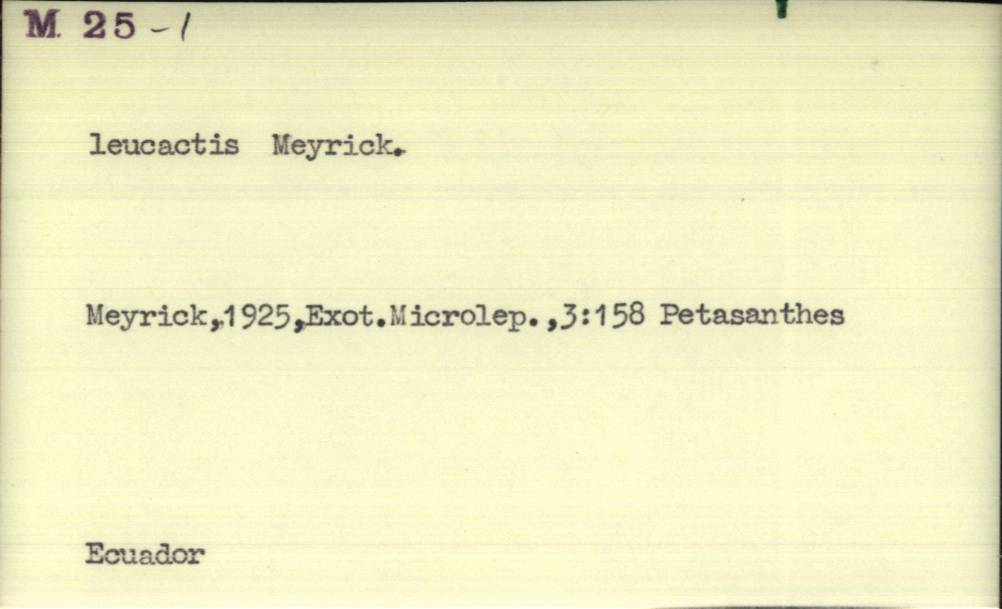 M. 25-1
leucactis Meyrick.
Meyrick,1925,Exot.Microlep.,3:158 Petasanthes
Ecuador